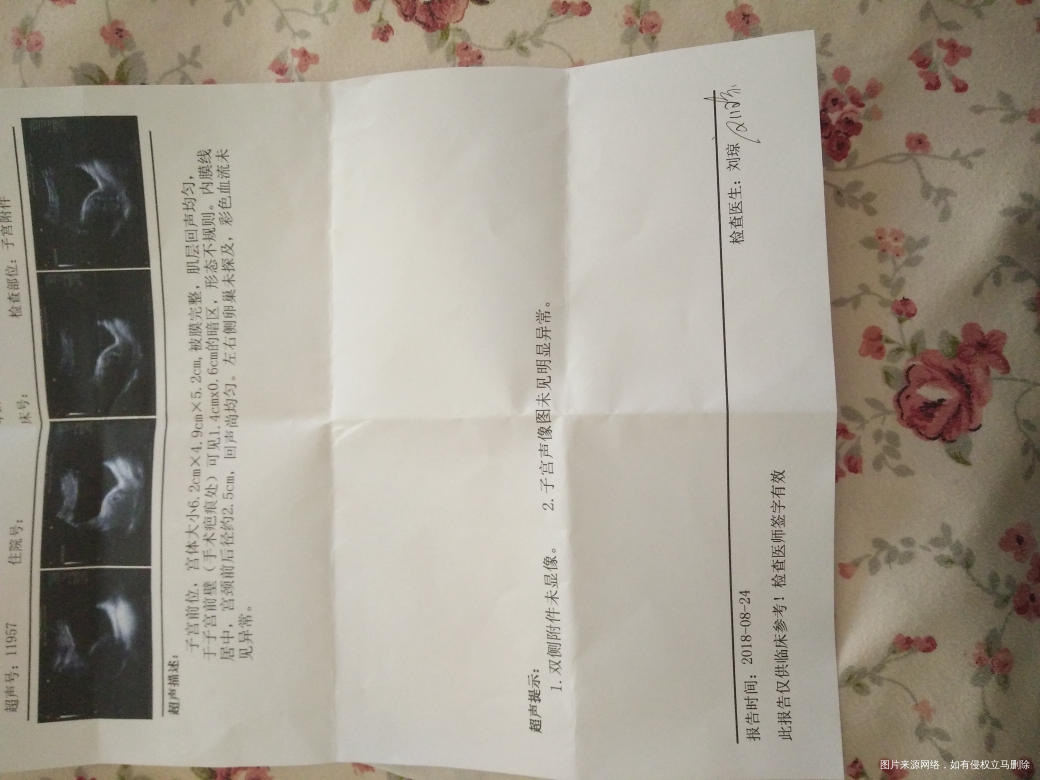 检查部位: 子宫附件
床号:
住院号:
超声号: 11957
超声描述:
子宫前位, 宫体大小6.2cm×4.9cm×5.2cm, 被膜完整, 肌层回声均匀,
于子宫前壁 (手术疤痕处) 可见1.4cmx0.6cm的暗区, 形态不规则。内膜线
居中, 宫颈前后径约2.5cm, 回声尚均匀。左右侧卵巢未探及, 彩色血流未
见异常。
超声提示:
1. 双侧附件未显像。 2. 子宫声像图未见明显异常。
检查医生: 刘琼
报告时间: 2018-08-24
此报告仅供临床参考! 检查医师签字有效
图片来源网络，如有侵权立马删除